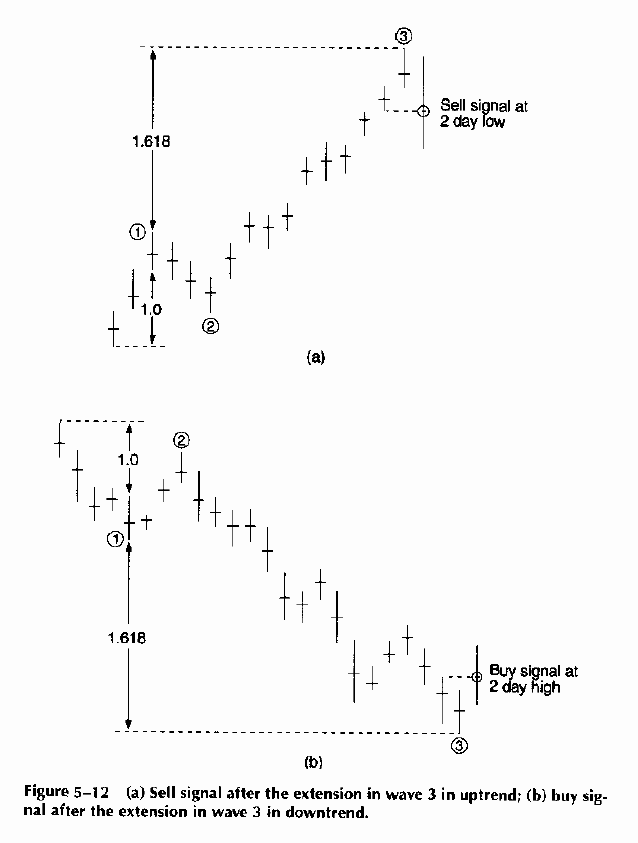 ③
Sell signal at
2 day low
1.618
①
1.0
②
(a)
②
1.0
①
1.618
Buy signal at
2 day high
③
(b)
Figure 5–12 (a) Sell signal after the extension in wave 3 in uptrend; (b) buy sig-
nal after the extension in wave 3 in downtrend.